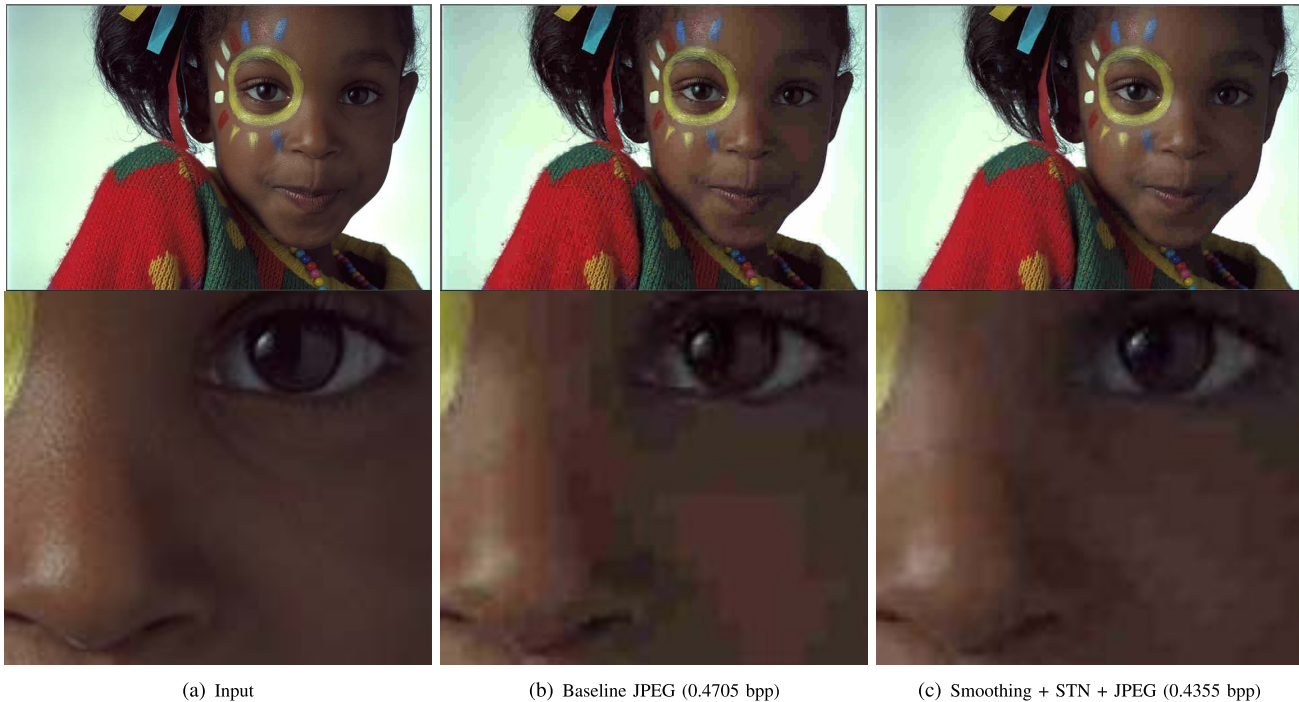 (a) Input
(b) Baseline JPEG (0.4705 bpp)
(c) Smoothing + STN + JPEG (0.4355 bpp)